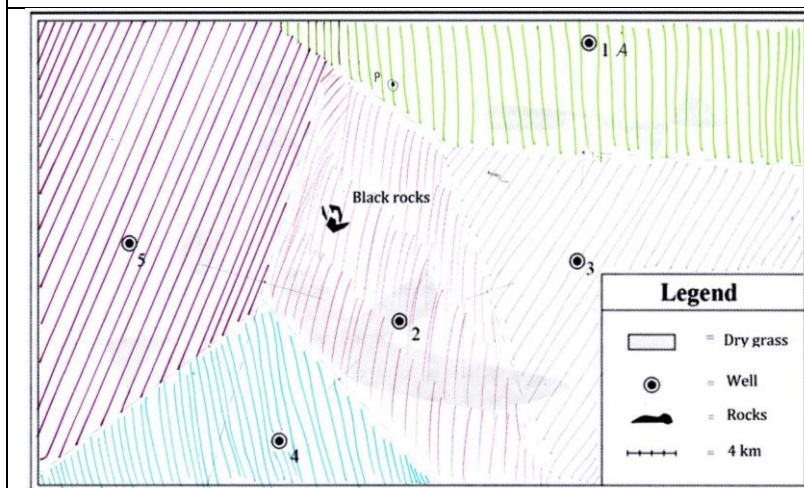 1 A
P
Black rocks
5
3
2
4
Legend
= Dry grass
= Well
= Rocks
= 4 km